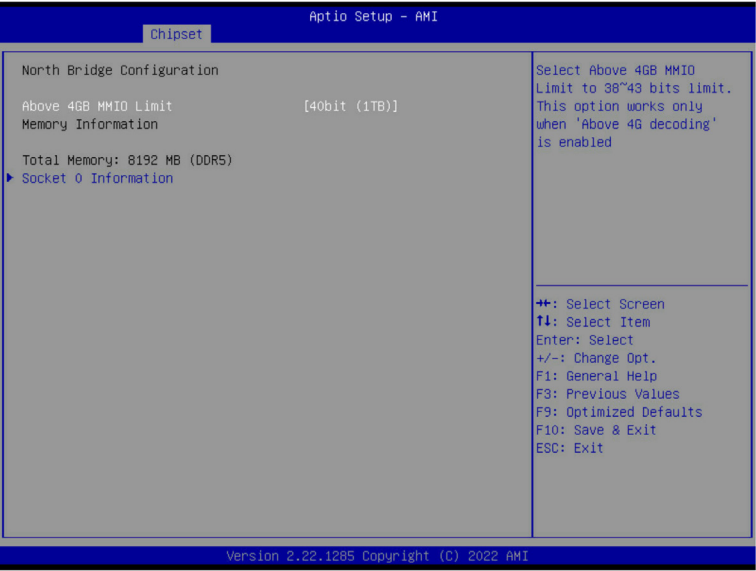 Aptio Setup – AMI
Chipset
North Bridge Configuration
Above 4GB MMIO Limit [40bit (1TB)]
Memory Information
Total Memory: 8192 MB (DDR5)
Socket 0 Information
Select Above 4GB MMIO
Limit to 38~43 bits limit.
This option works only
when 'Above 4G decoding'
is enabled
→←: Select Screen
↑↓: Select Item
Enter: Select
+/-: Change Opt.
F1: General Help
F3: Previous Values
F9: Optimized Defaults
F10: Save & Exit
ESC: Exit
Version 2.22.1285 Copyright (C) 2022 AMI